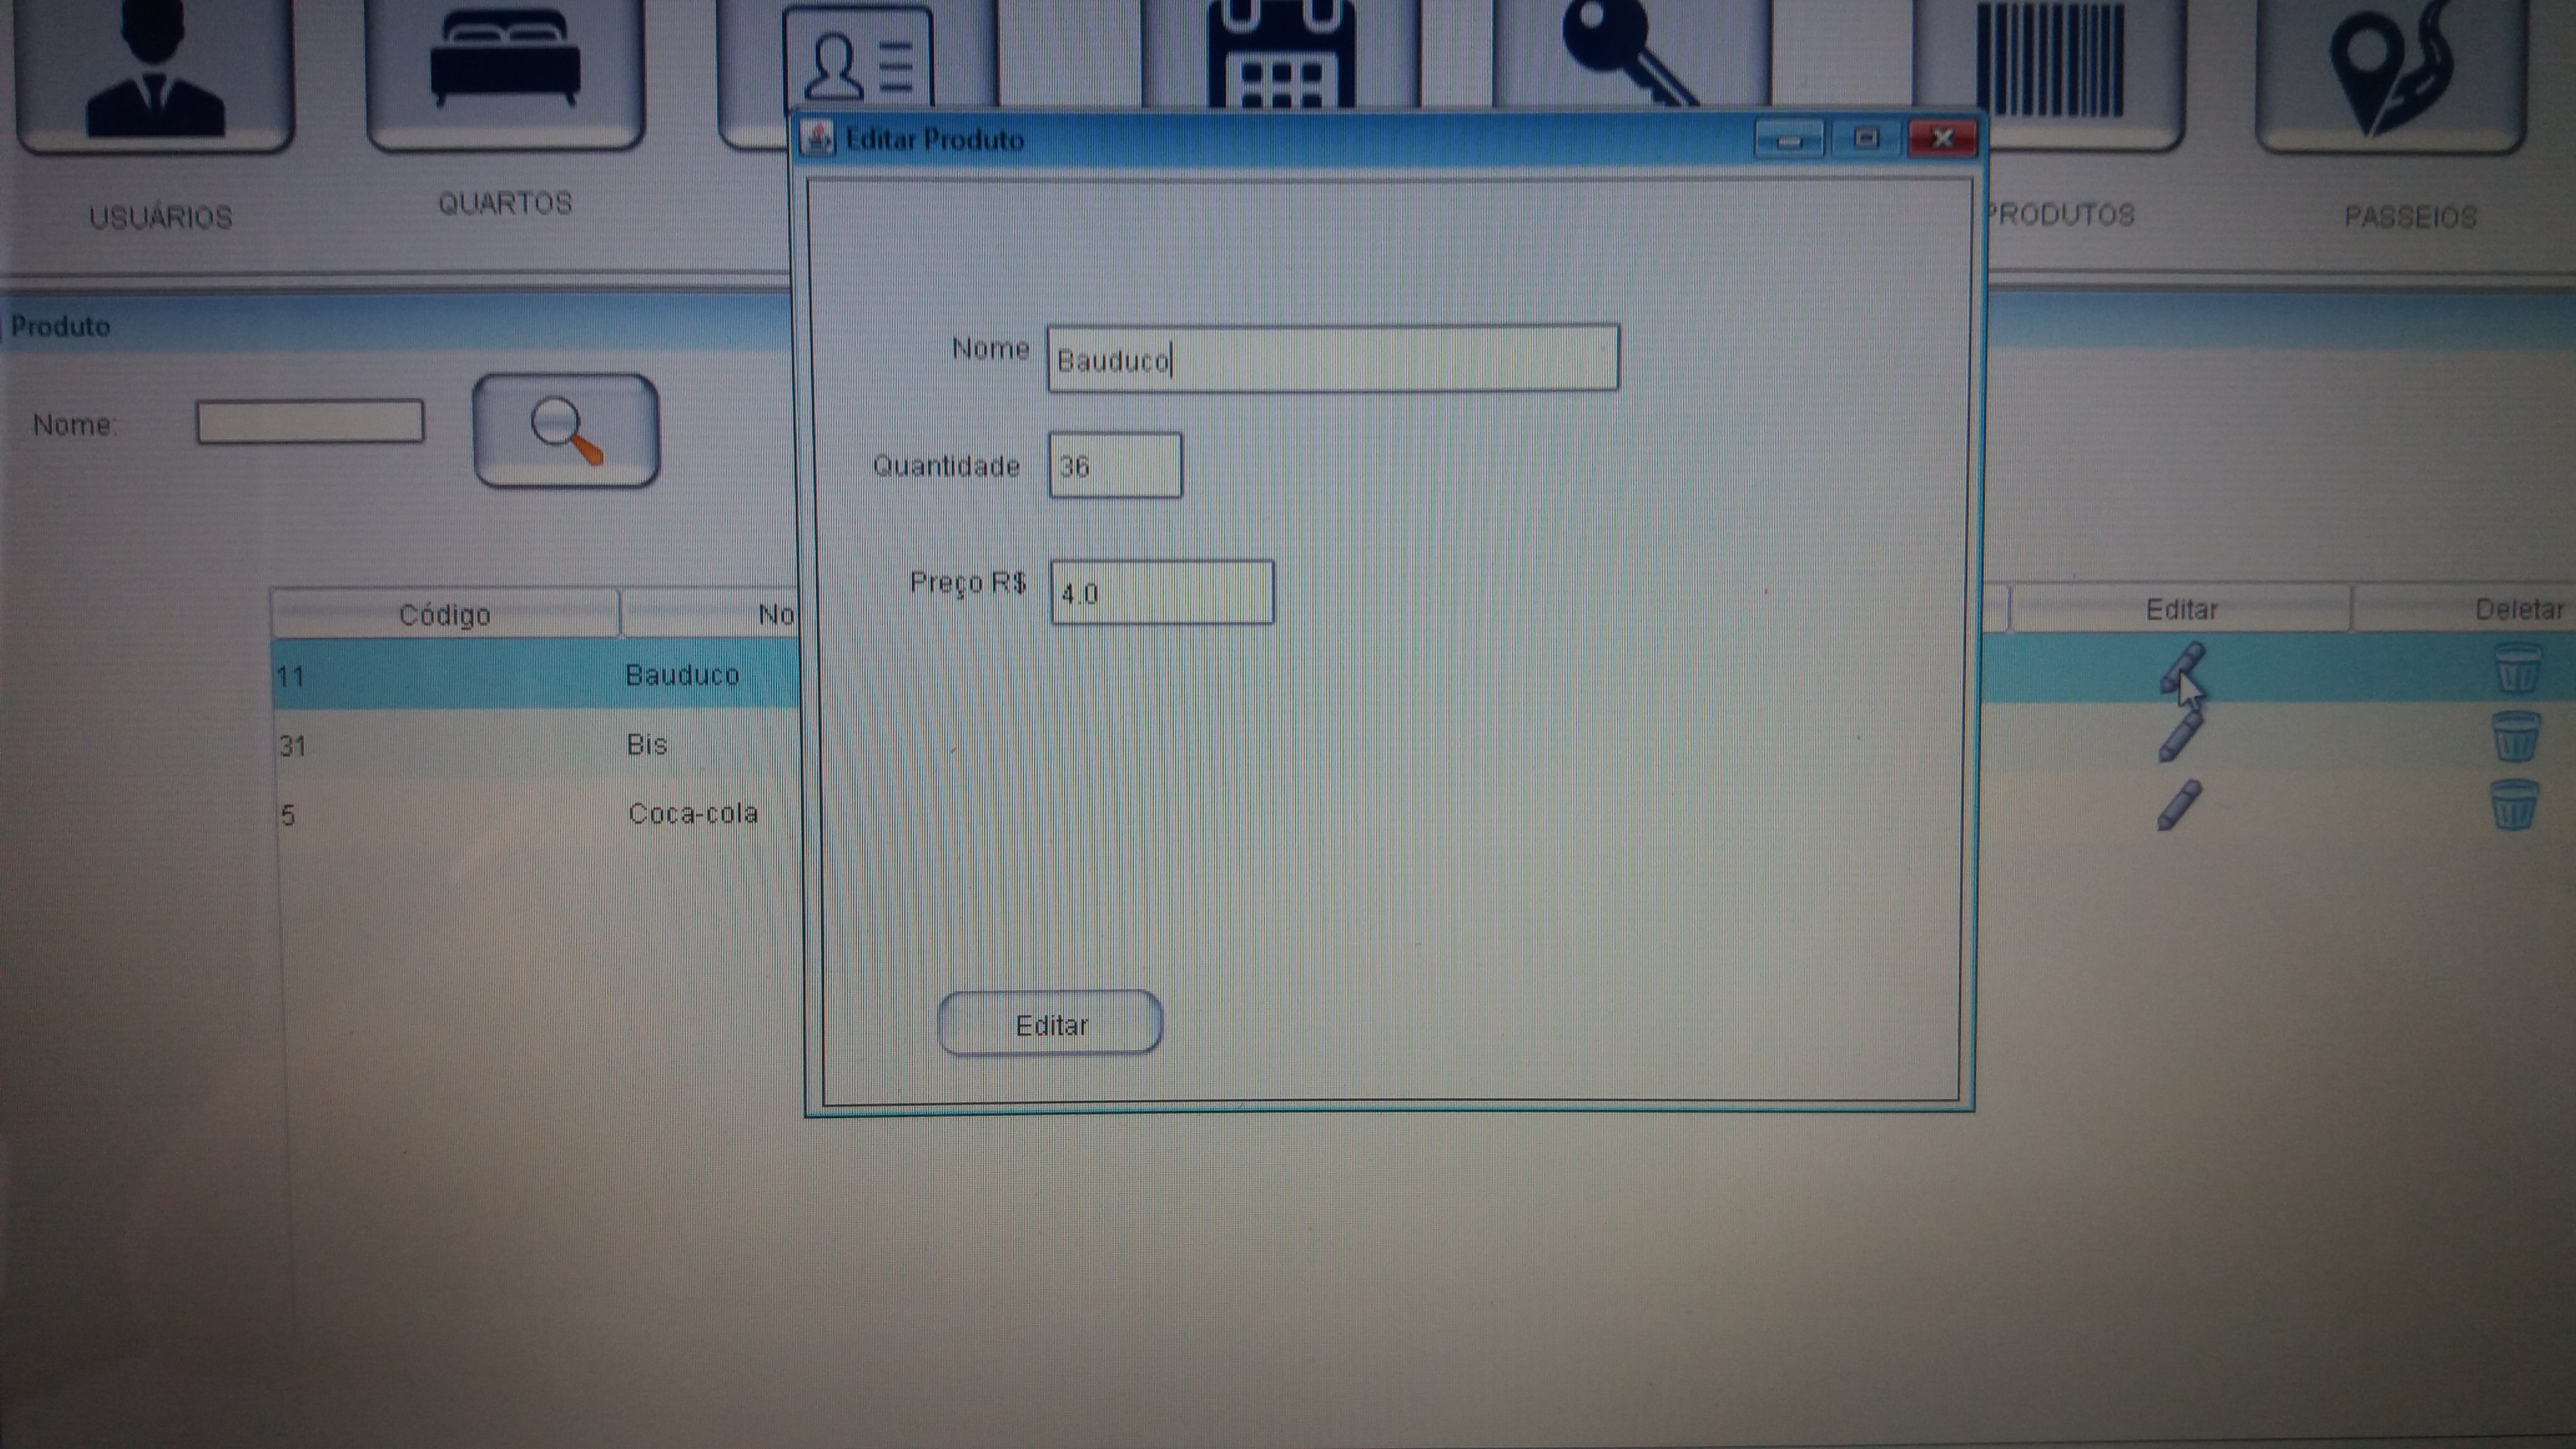 USUÁRIOS
QUARTOS
PRODUTOS
PASSEIOS
Editar Produto
Nome
Bauduco
Quantidade
36
Preço R$
4.0
Editar
Produto
Nome:
Código
No
Editar
Deletar
11
Bauduco
31
Bis
5
Coca-cola